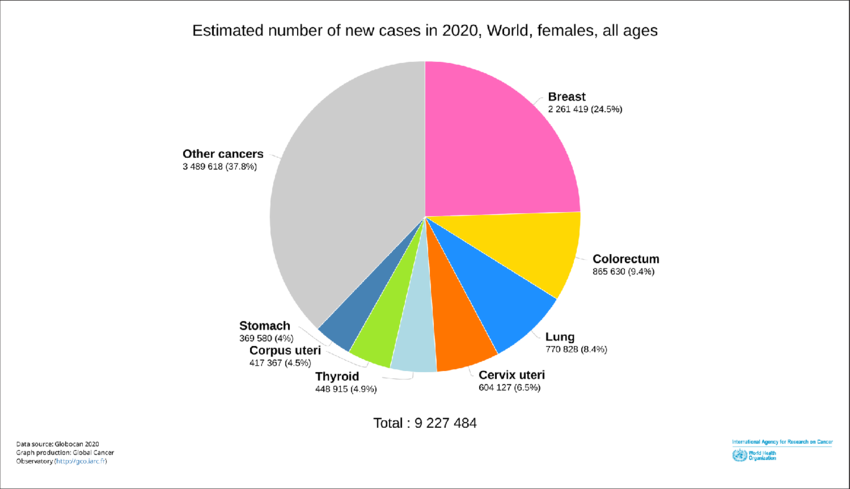 Estimated number of new cases in 2020, World, females, all ages
Breast
2 261 419 (24.5%)
Other cancers
3 489 618 (37.8%)
Colorectum
865 630 (9.4%)
Stomach
369 580 (4%)
Lung
770 828 (8.4%)
Corpus uteri
417 367 (4.5%)
Thyroid
448 915 (4.9%)
Cervix uteri
604 127 (6.5%)
Total : 9 227 484
Data source: Globocan 2020
Graph production: Global Cancer
Observatory (http://gco.iarc.fr)
International Agency for Research on Cancer
World Health
Organization